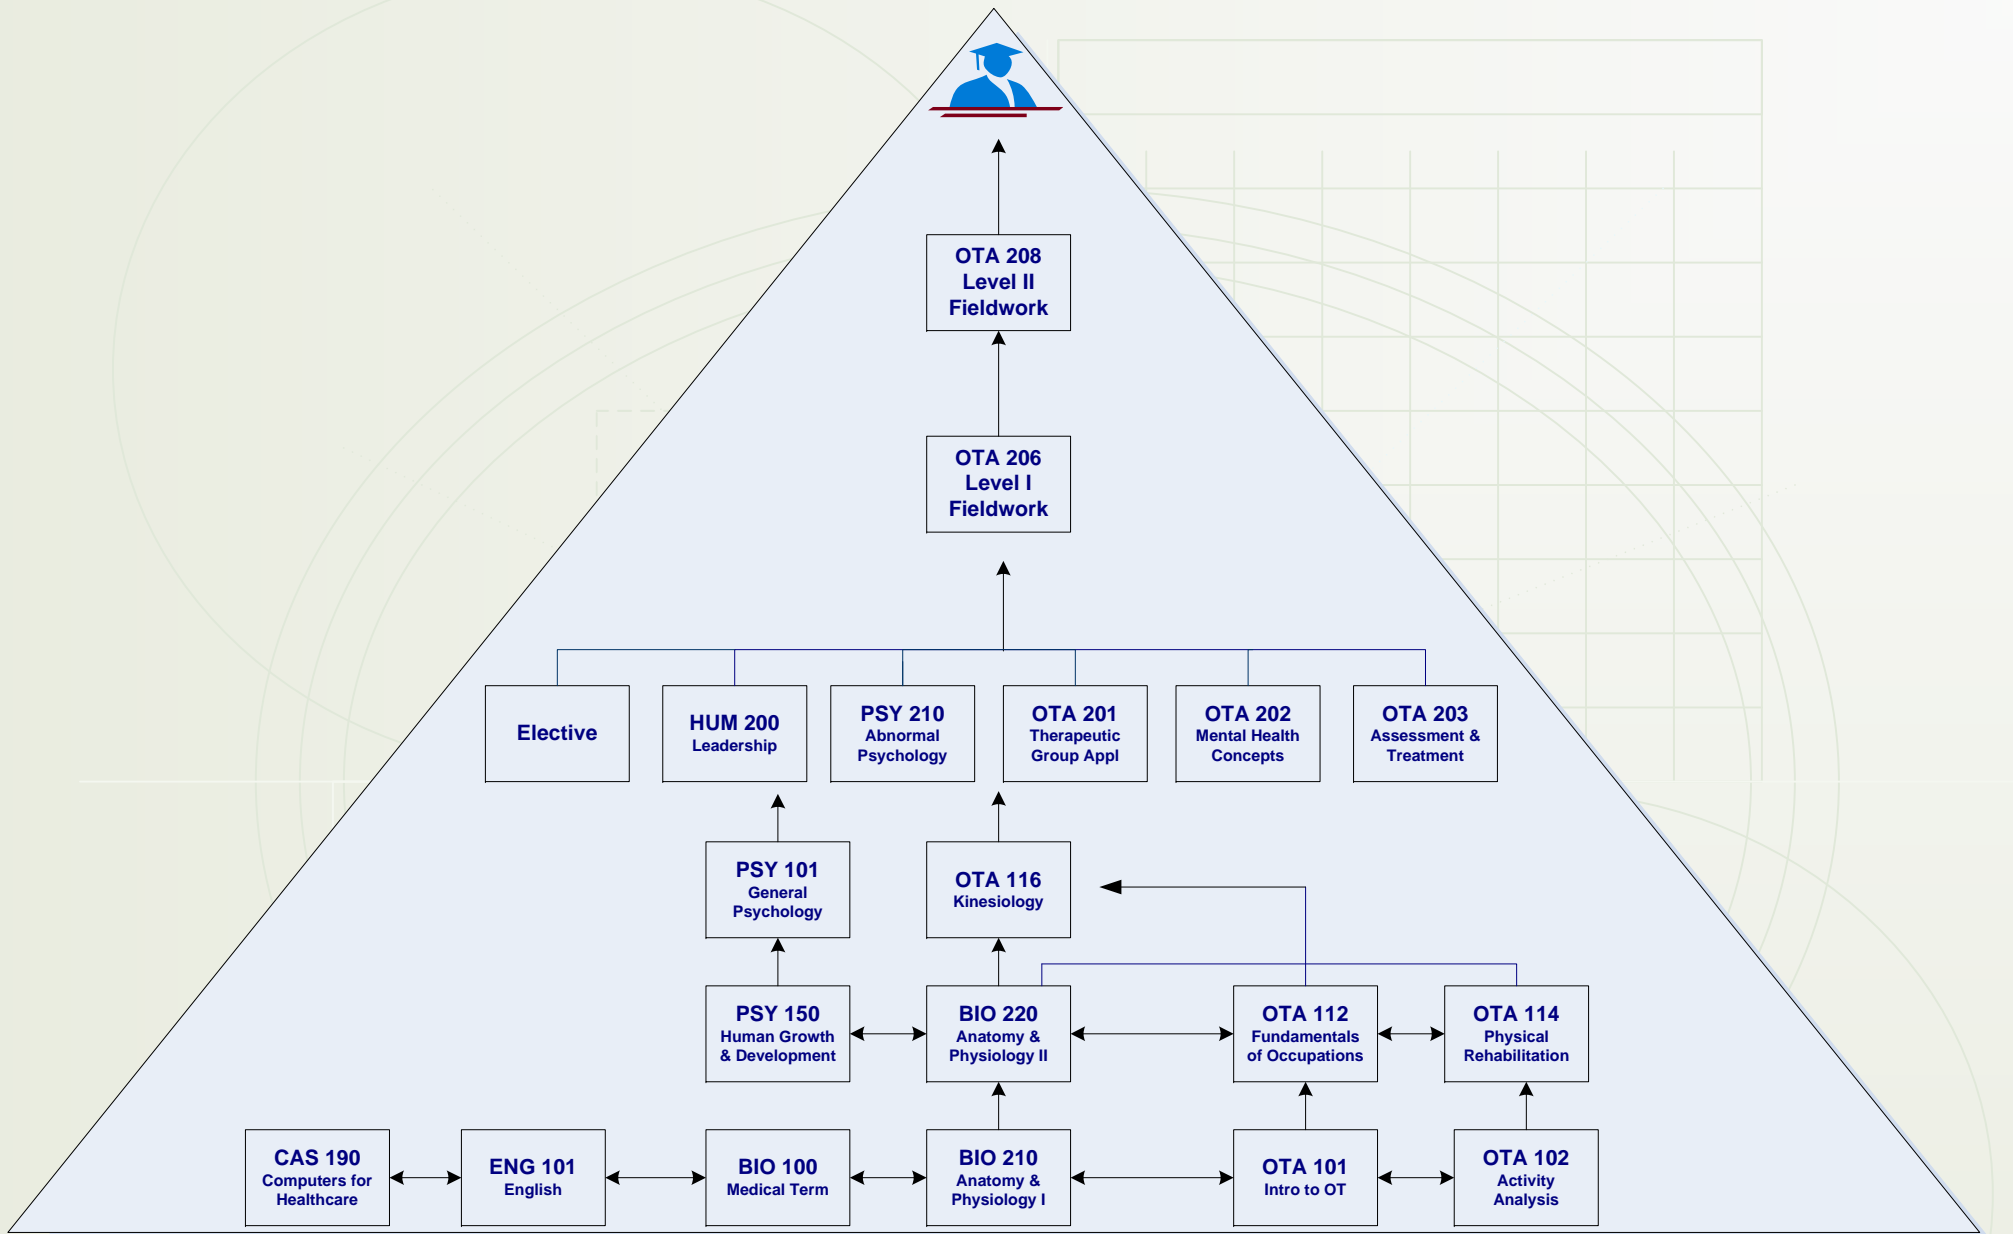 OTA 208
Level II
Fieldwork
OTA 206
Level I
Fieldwork
Elective
HUM 200
Leadership
PSY 210
Abnormal
Psychology
OTA 201
Therapeutic
Group Appl
OTA 202
Mental Health
Concepts
OTA 203
Assessment &
Treatment
PSY 101
General
Psychology
OTA 116
Kinesiology
PSY 150
Human Growth
& Development
BIO 220
Anatomy &
Physiology II
OTA 112
Fundamentals
of Occupations
OTA 114
Physical
Rehabilitation
CAS 190
Computers for
Healthcare
ENG 101
English
BIO 100
Medical Term
BIO 210
Anatomy &
Physiology I
OTA 101
Intro to OT
OTA 102
Activity
Analysis